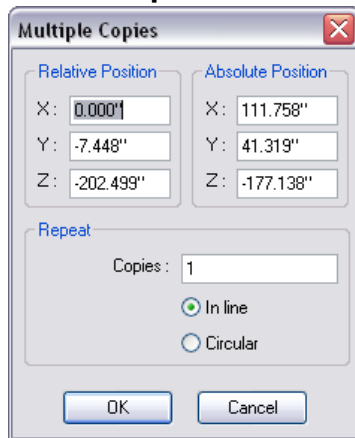 Multiple Copies
Relative Position
X : 0.000"
Y : -7.448"
Z : -202.499"
Absolute Position
X : 111.758"
Y : 41.319"
Z : -177.138"
Repeat
Copies : 1
In line
Circular
OK Cancel